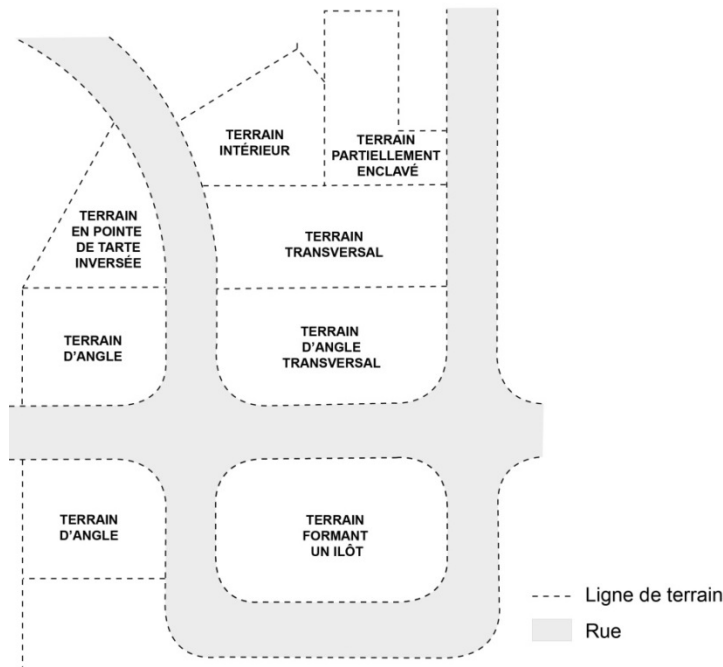 TERRAIN
INTÉRIEUR
TERRAIN
PARTIELLEMENT
ENCLAVÉ
TERRAIN
EN POINTE
DE TARTE
INVERSÉE
TERRAIN
TRANSVERSAL
TERRAIN
D'ANGLE
TERRAIN
D'ANGLE
TRANSVERSAL
TERRAIN
D'ANGLE
TERRAIN
FORMANT
UN ILÔT
Ligne de terrain
Rue